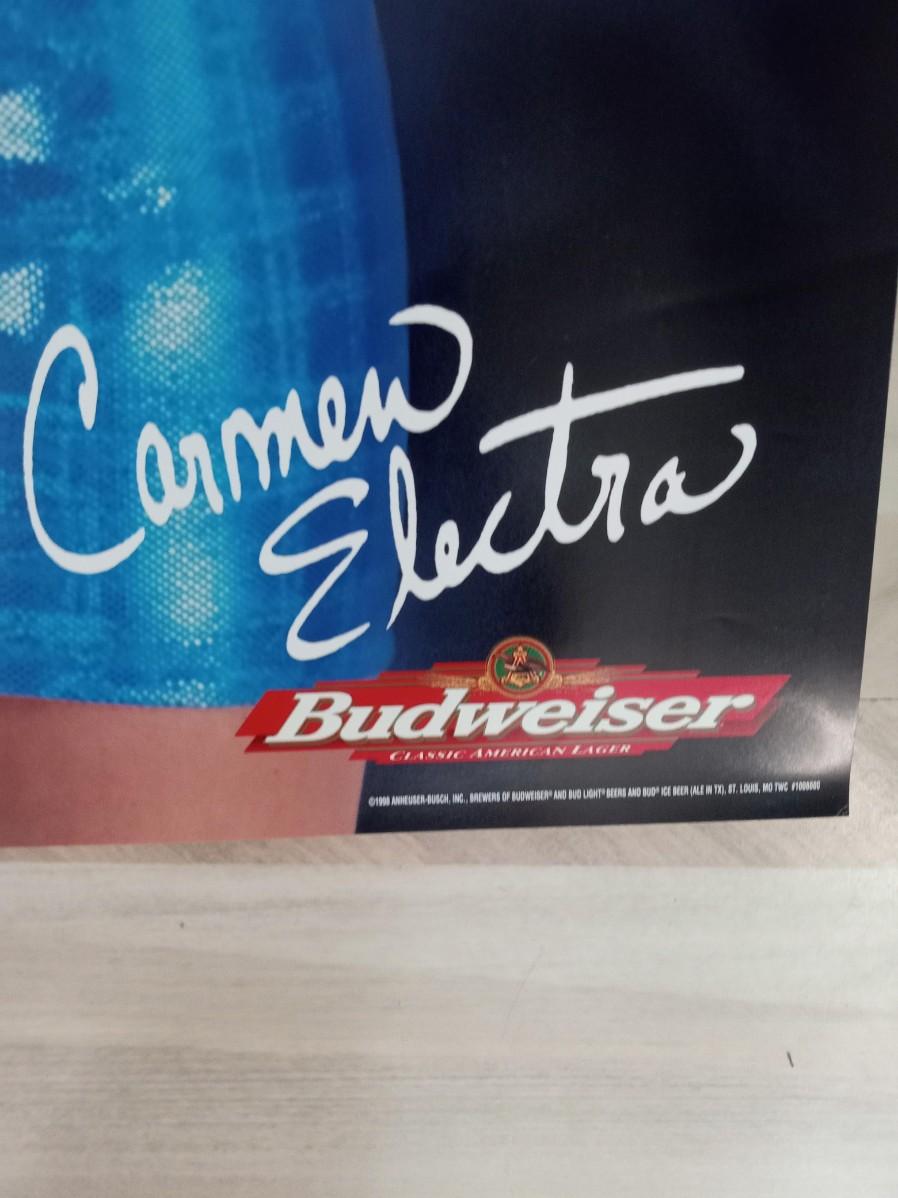 Carmen
Electra
Budweiser
CLASSIC AMERICAN LAGER
©1998 ANHEUSER-BUSCH, INC., BREWERS OF BUDWEISER® AND BUD LIGHT® BEERS AND BUD® ICE BEER (ALE IN TX), ST. LOUIS, MO TWC